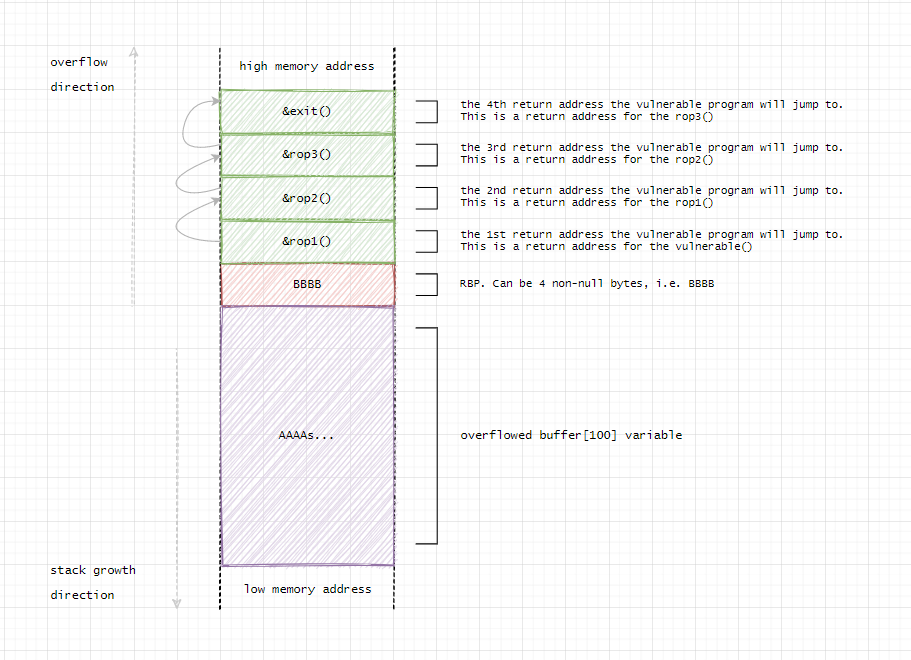 overflow
direction
high memory address
&exit()
the 4th return address the vulnerable program will jump to.
This is a return address for the rop3()
&rop3()
the 3rd return address the vulnerable program will jump to.
This is a return address for the rop2()
&rop2()
the 2nd return address the vulnerable program will jump to.
This is a return address for the rop1()
&rop1()
the 1st return address the vulnerable program will jump to.
This is a return address for the vulnerable()
BBBB
RBP. Can be 4 non-null bytes, i.e. BBBB
AAAAs...
overflowed buffer[100] variable
stack growth
direction
low memory address